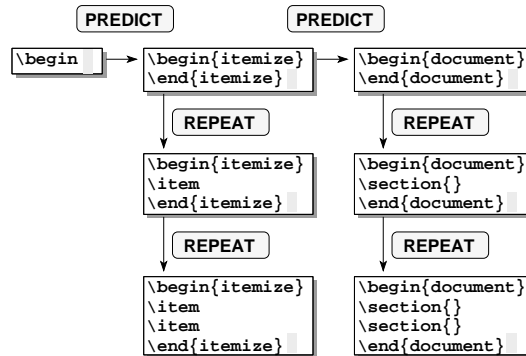 PREDICT
PREDICT
\begin
\begin{itemize}
\end{itemize}
\begin{document}
\end{document}
REPEAT
REPEAT
\begin{itemize}
\item
\end{itemize}
\begin{document}
\section{}
\end{document}
REPEAT
REPEAT
\begin{itemize}
\item
\item
\end{itemize}
\begin{document}
\section{}
\section{}
\end{document}